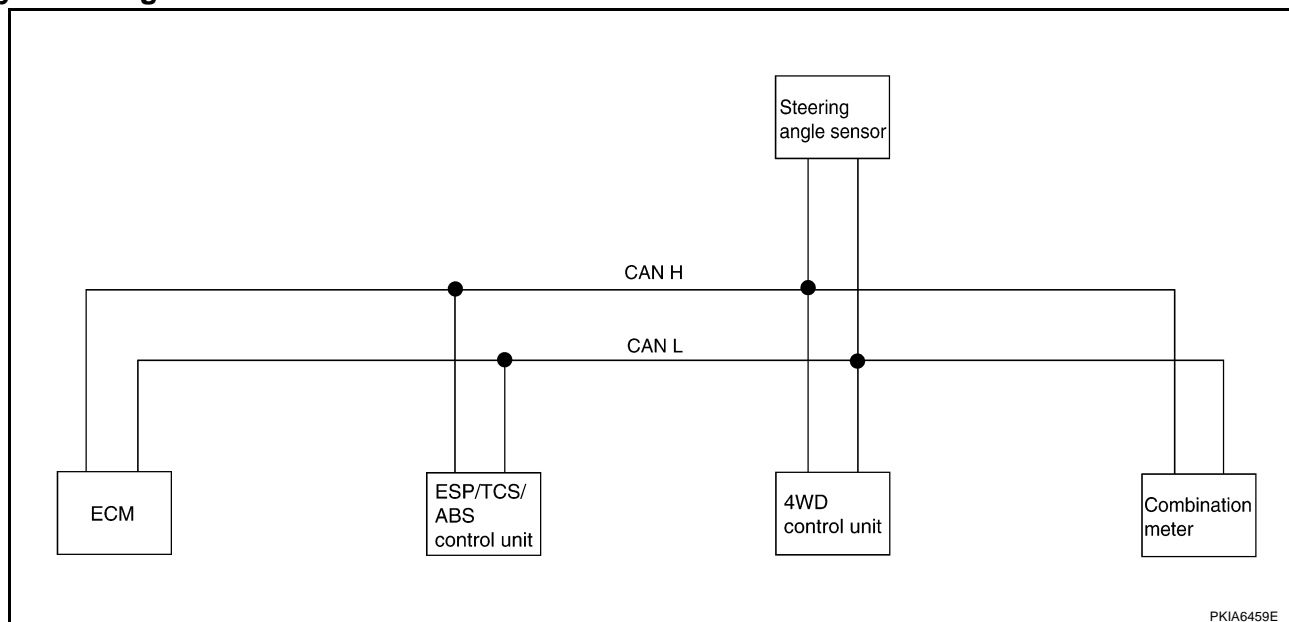 Steering
angle sensor
CAN H
CAN L
ECM
ESP/TCS/
ABS
control unit
4WD
control unit
Combination
meter
PKIA6459E